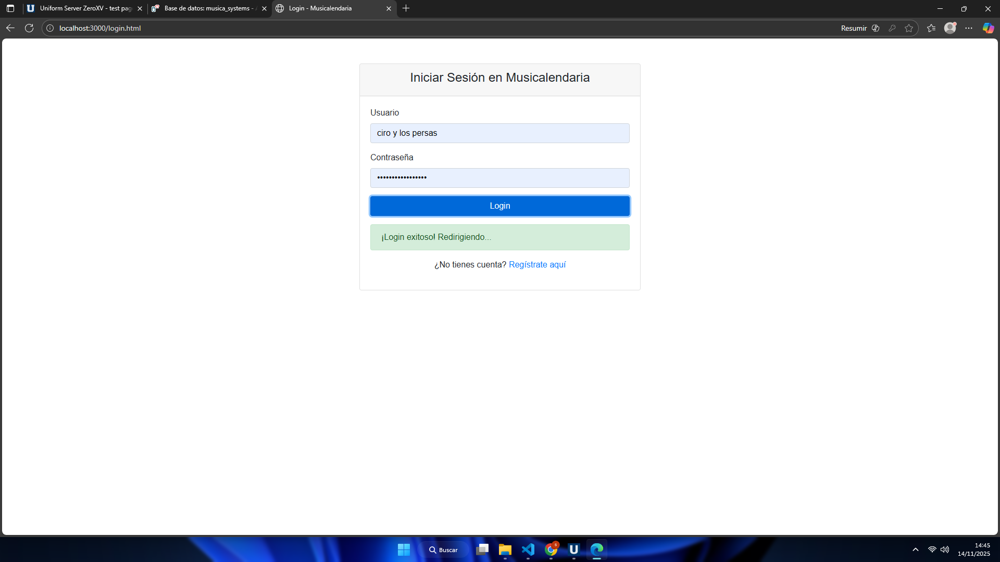 Uniform Server ZeroXV - test pag
Base de datos: musica_systems -
Login - Musicalendaria
localhost:3000/login.html
Resumir
Iniciar Sesión en Musicalendaria
Usuario
ciro y los persas
Contraseña
•••••••••••••••••
Login
¡Login exitoso! Redirigiendo...
¿No tienes cuenta? Regístrate aquí
Buscar
14:45
14/11/2025